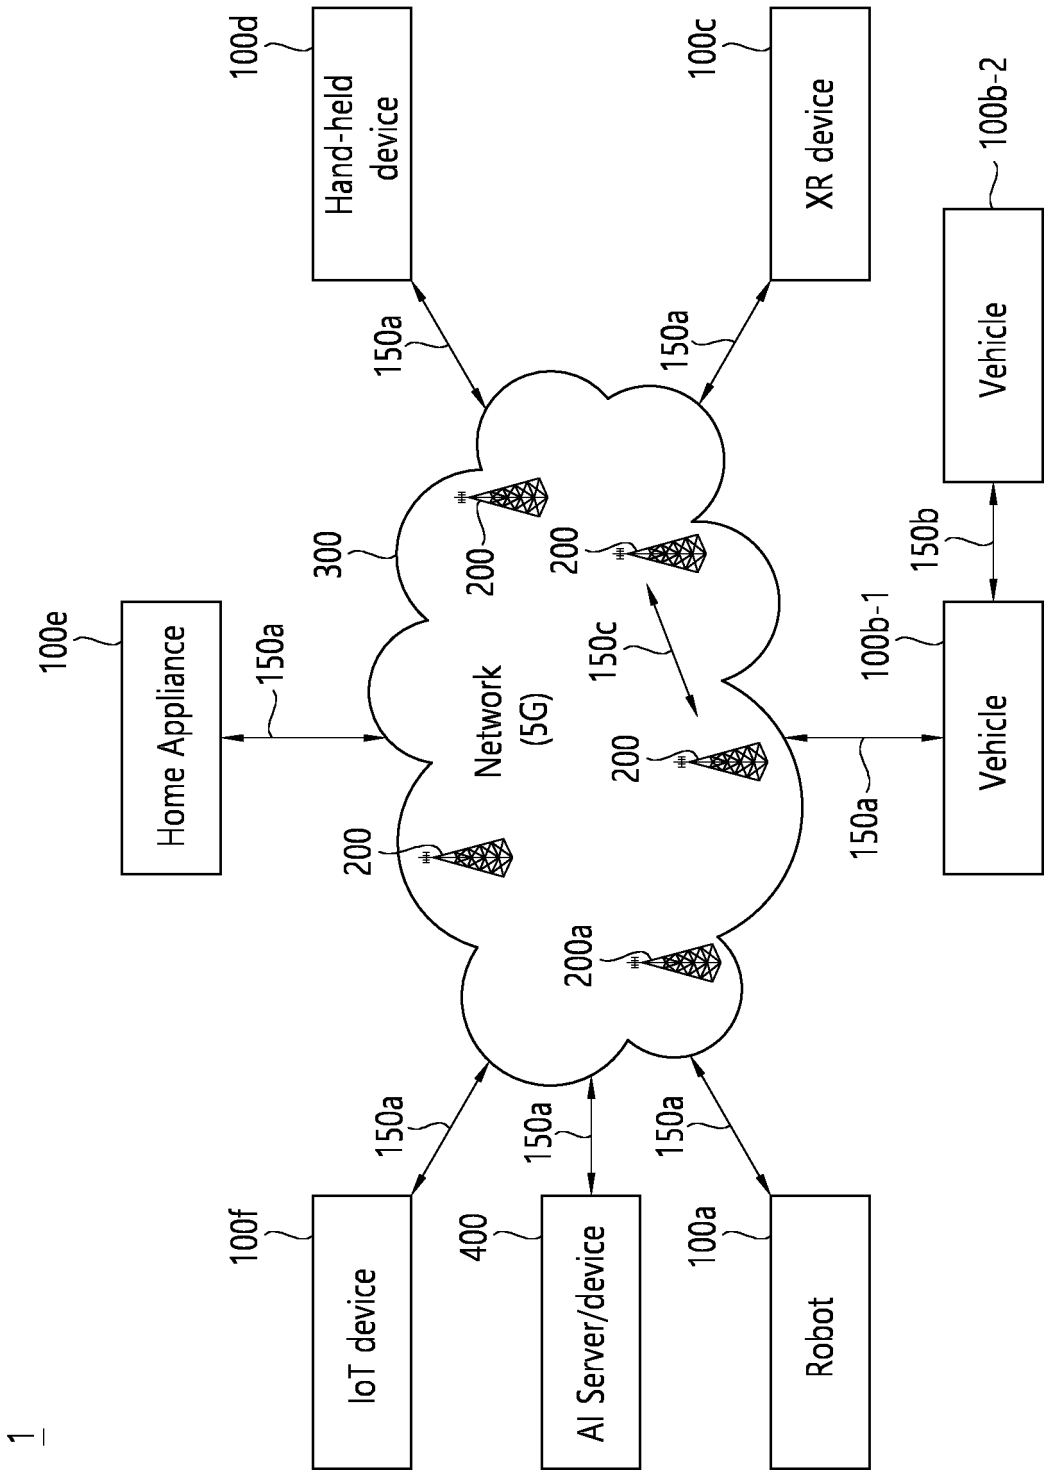 1
100e
Home Appliance
100f
100d
150a
300
Hand-held
device
IoT device
200
150a
150a
400
200
Network
(5G)
150a
200
200a
AI Server/device
150c
200
150a
150a
100a
100c
Robot
XR device
150a
100b-1
150b
Vehicle
Vehicle
100b-2